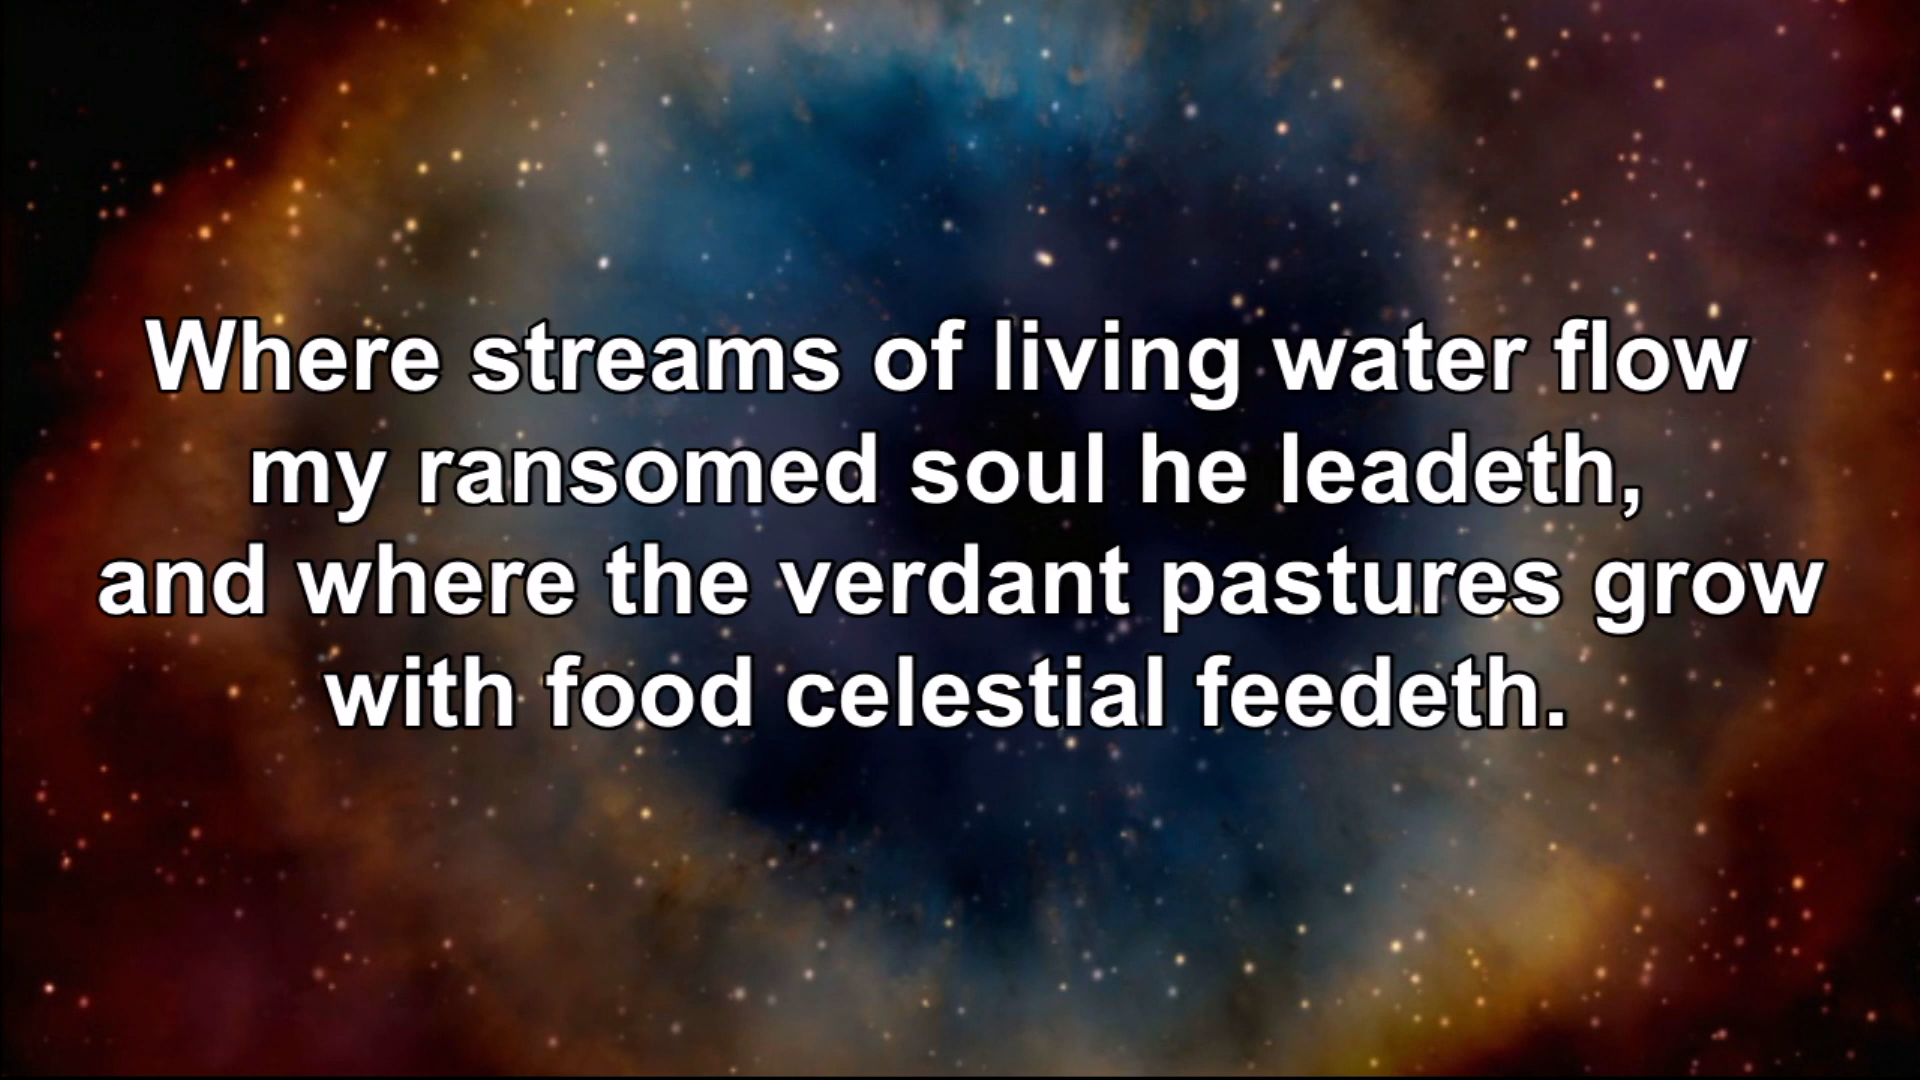 Where streams of living water flow
my ransomed soul he leadeth,
and where the verdant pastures grow
with food celestial feedeth.